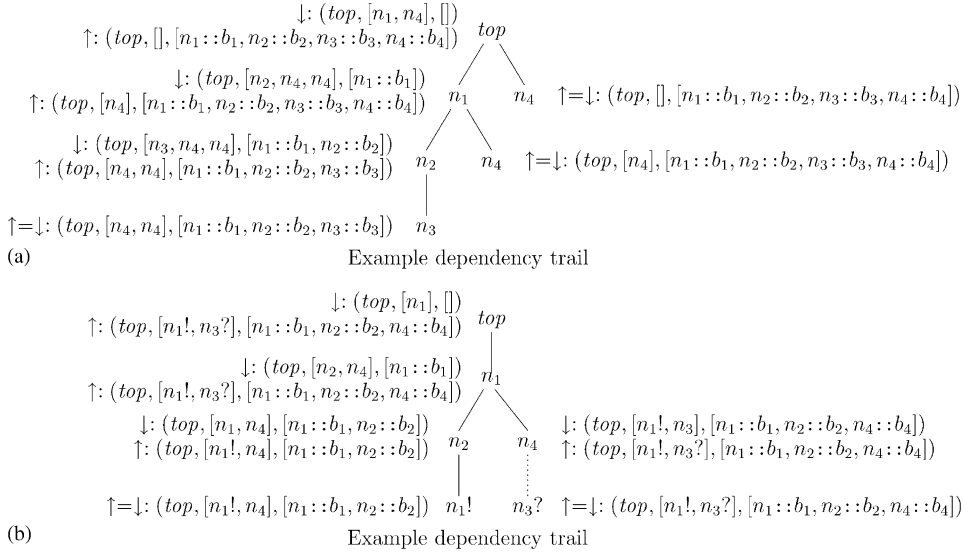 ↓: (top, [n₁, n₄], [])
↑: (top, [], [n₁::b₁, n₂::b₂, n₃::b₃, n₄::b₄]) top
↓: (top, [n₂, n₄, n₄], [n₁::b₁])
↑: (top, [n₄], [n₁::b₁, n₂::b₂, n₃::b₃, n₄::b₄]) n₁ n₄ ↑=↓: (top, [], [n₁::b₁, n₂::b₂, n₃::b₃, n₄::b₄])
↓: (top, [n₃, n₄, n₄], [n₁::b₁, n₂::b₂])
↑: (top, [n₄, n₄], [n₁::b₁, n₂::b₂, n₃::b₃]) n₂ n₄ ↑=↓: (top, [n₄], [n₁::b₁, n₂::b₂, n₃::b₃, n₄::b₄])
↑=↓: (top, [n₄, n₄], [n₁::b₁, n₂::b₂, n₃::b₃]) n₃
(a) Example dependency trail
↓: (top, [n₁], [])
↑: (top, [n₁!, n₃?], [n₁::b₁, n₂::b₂, n₄::b₄]) top
↓: (top, [n₂, n₄], [n₁::b₁])
↑: (top, [n₁!, n₃?], [n₁::b₁, n₂::b₂, n₄::b₄]) n₁
↓: (top, [n₁, n₄], [n₁::b₁, n₂::b₂]) ↓: (top, [n₁!, n₃], [n₁::b₁, n₂::b₂, n₄::b₄])
↑: (top, [n₁!, n₄], [n₁::b₁, n₂::b₂]) n₂ n₄ ↑: (top, [n₁!, n₃?], [n₁::b₁, n₂::b₂, n₄::b₄])
↑=↓: (top, [n₁!, n₄], [n₁::b₁, n₂::b₂]) n₁! n₃? ↑=↓: (top, [n₁!, n₃?], [n₁::b₁, n₂::b₂, n₄::b₄])
(b) Example dependency trail